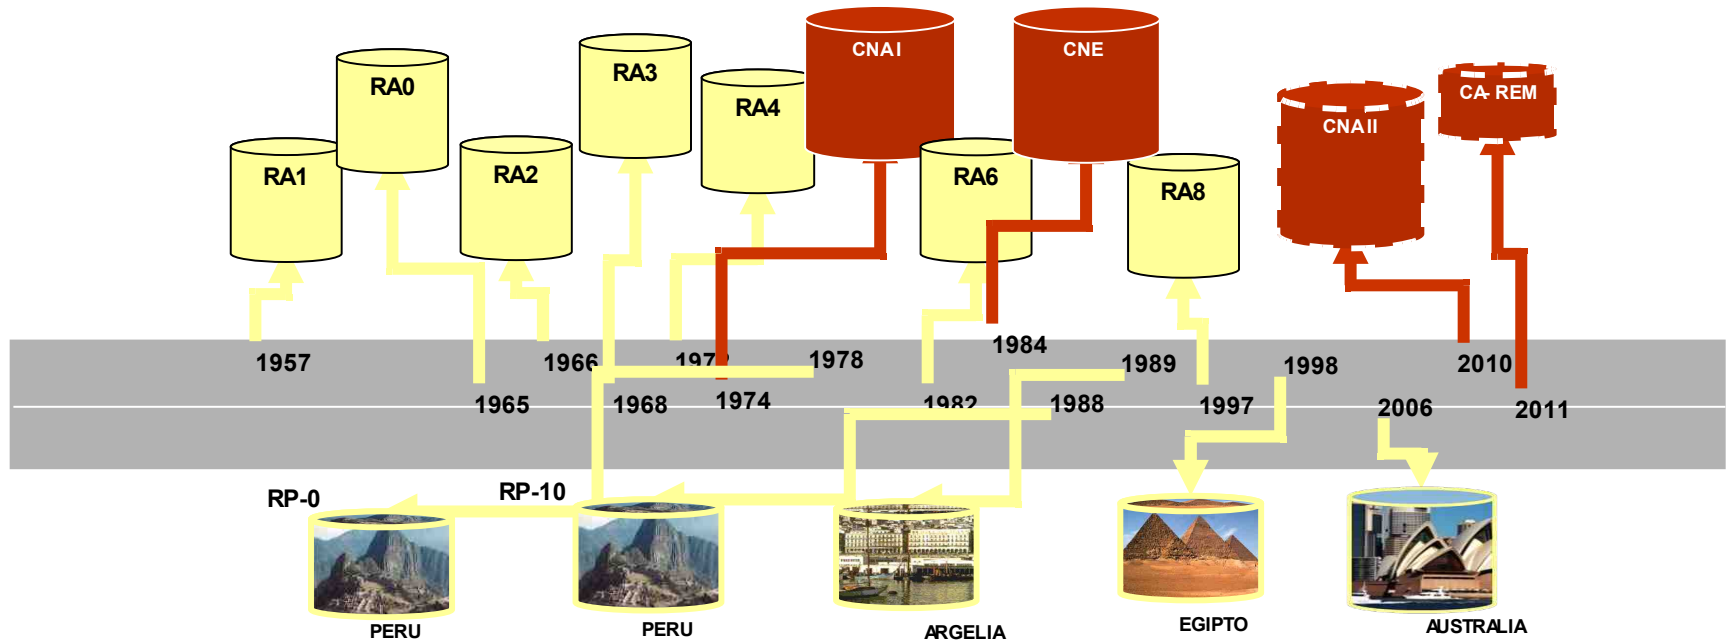 CNA I
CNE
RA0
RA3
RA4
CA- REM
CNA II
RA1
RA2
RA6
RA8
1957
1966
1978
1984
1989
1998
2010
1965
1968
1974
1982
1988
1997
2006
2011
RP-0
RP-10
PERU
PERU
ARGELIA
EGIPTO
AUSTRALIA